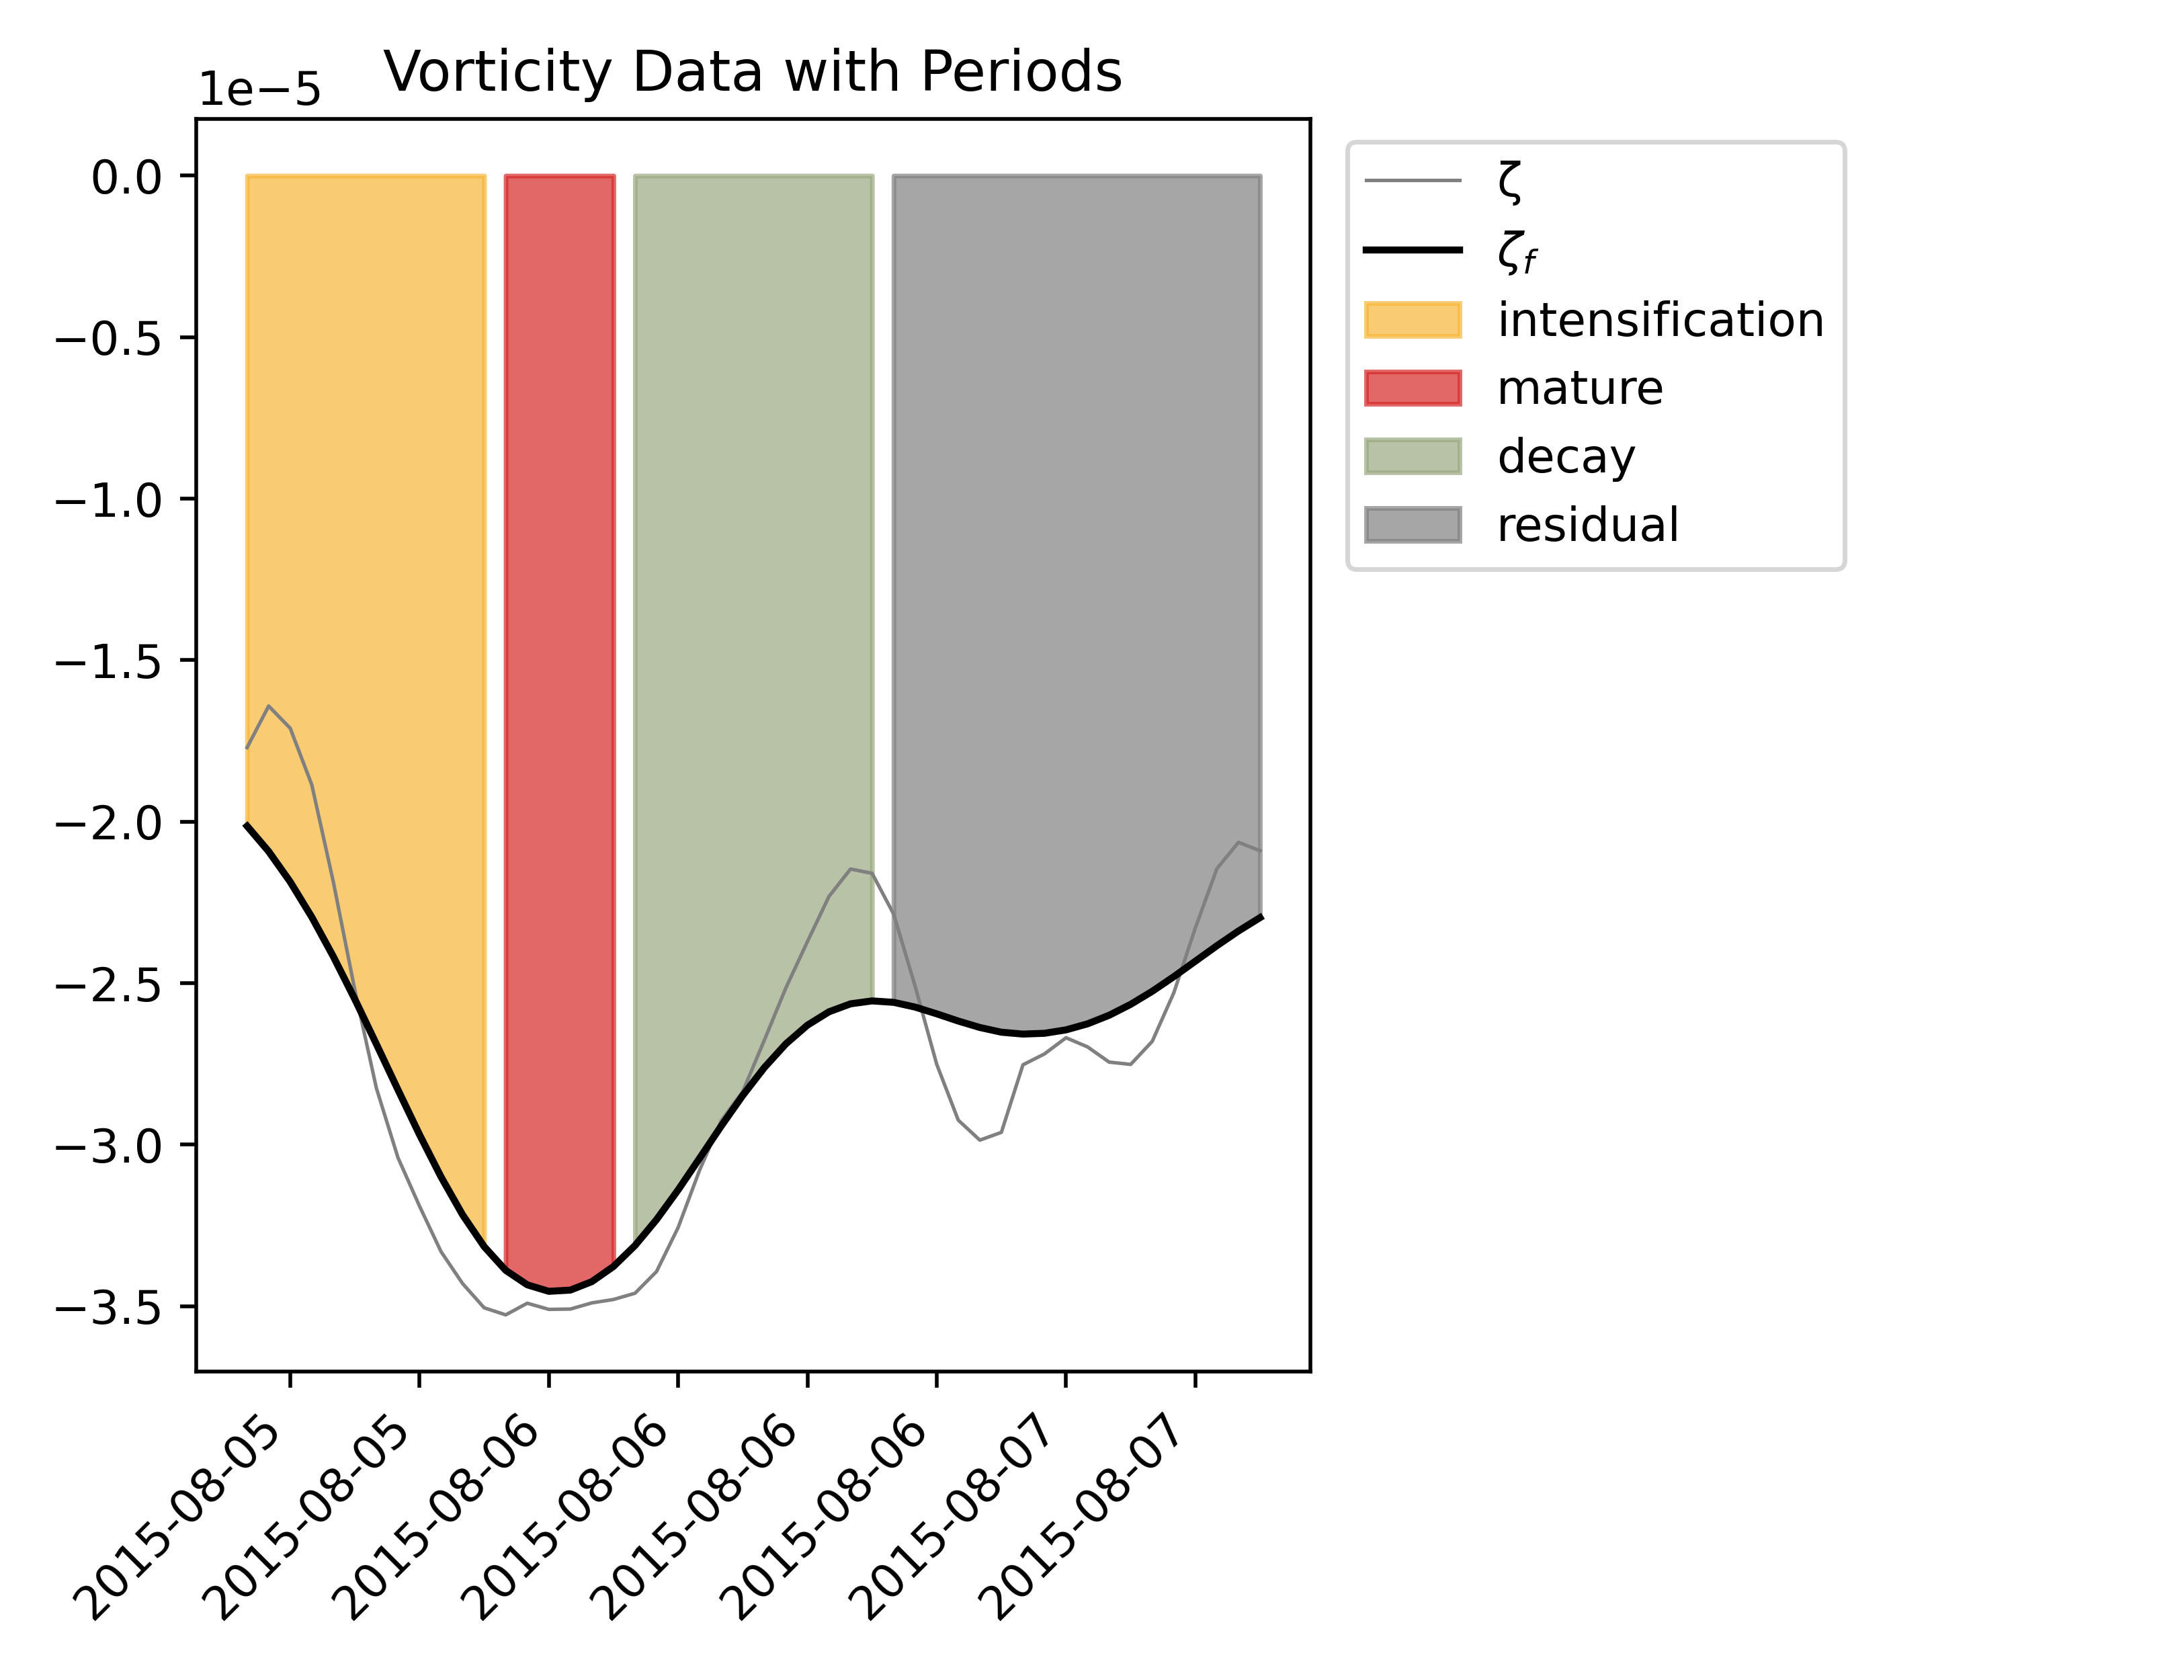 Vorticity Data with Periods
1e−5
0.0
−0.5
−1.0
−1.5
−2.0
−2.5
−3.0
−3.5
2015-08-05
2015-08-05
2015-08-06
2015-08-06
2015-08-06
2015-08-06
2015-08-07
2015-08-07
ζ
ζf
intensification
mature
decay
residual